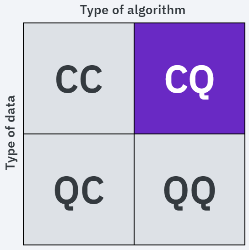 Type of algorithm
Type of data
CC CQ
QC QQ